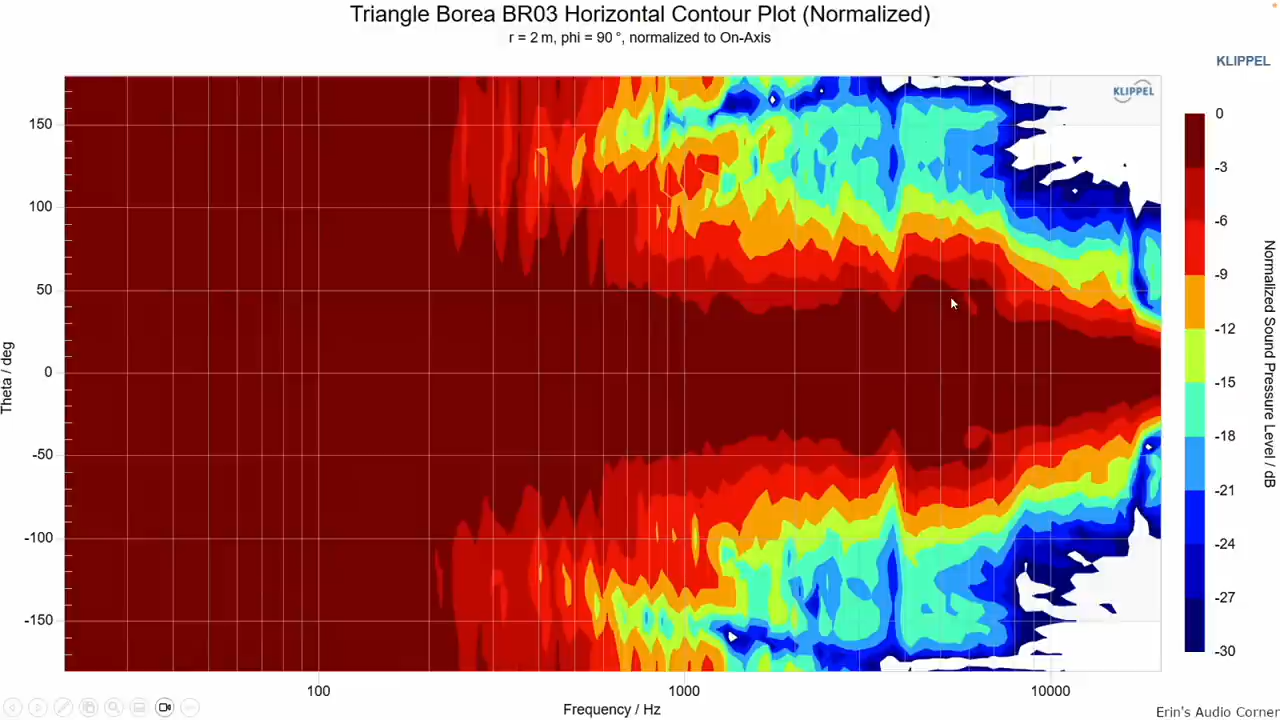 Triangle Borea BR03 Horizontal Contour Plot (Normalized)
r = 2 m, phi = 90 °, normalized to On-Axis
KLIPPEL
KLIPPEL
150
100
50
0
-50
-100
-150
Theta / deg
100
1000
10000
Frequency / Hz
0
-3
-6
-9
-12
-15
-18
-21
-24
-27
-30
Normalized Sound Pressure Level / dB
Erin's Audio Corner